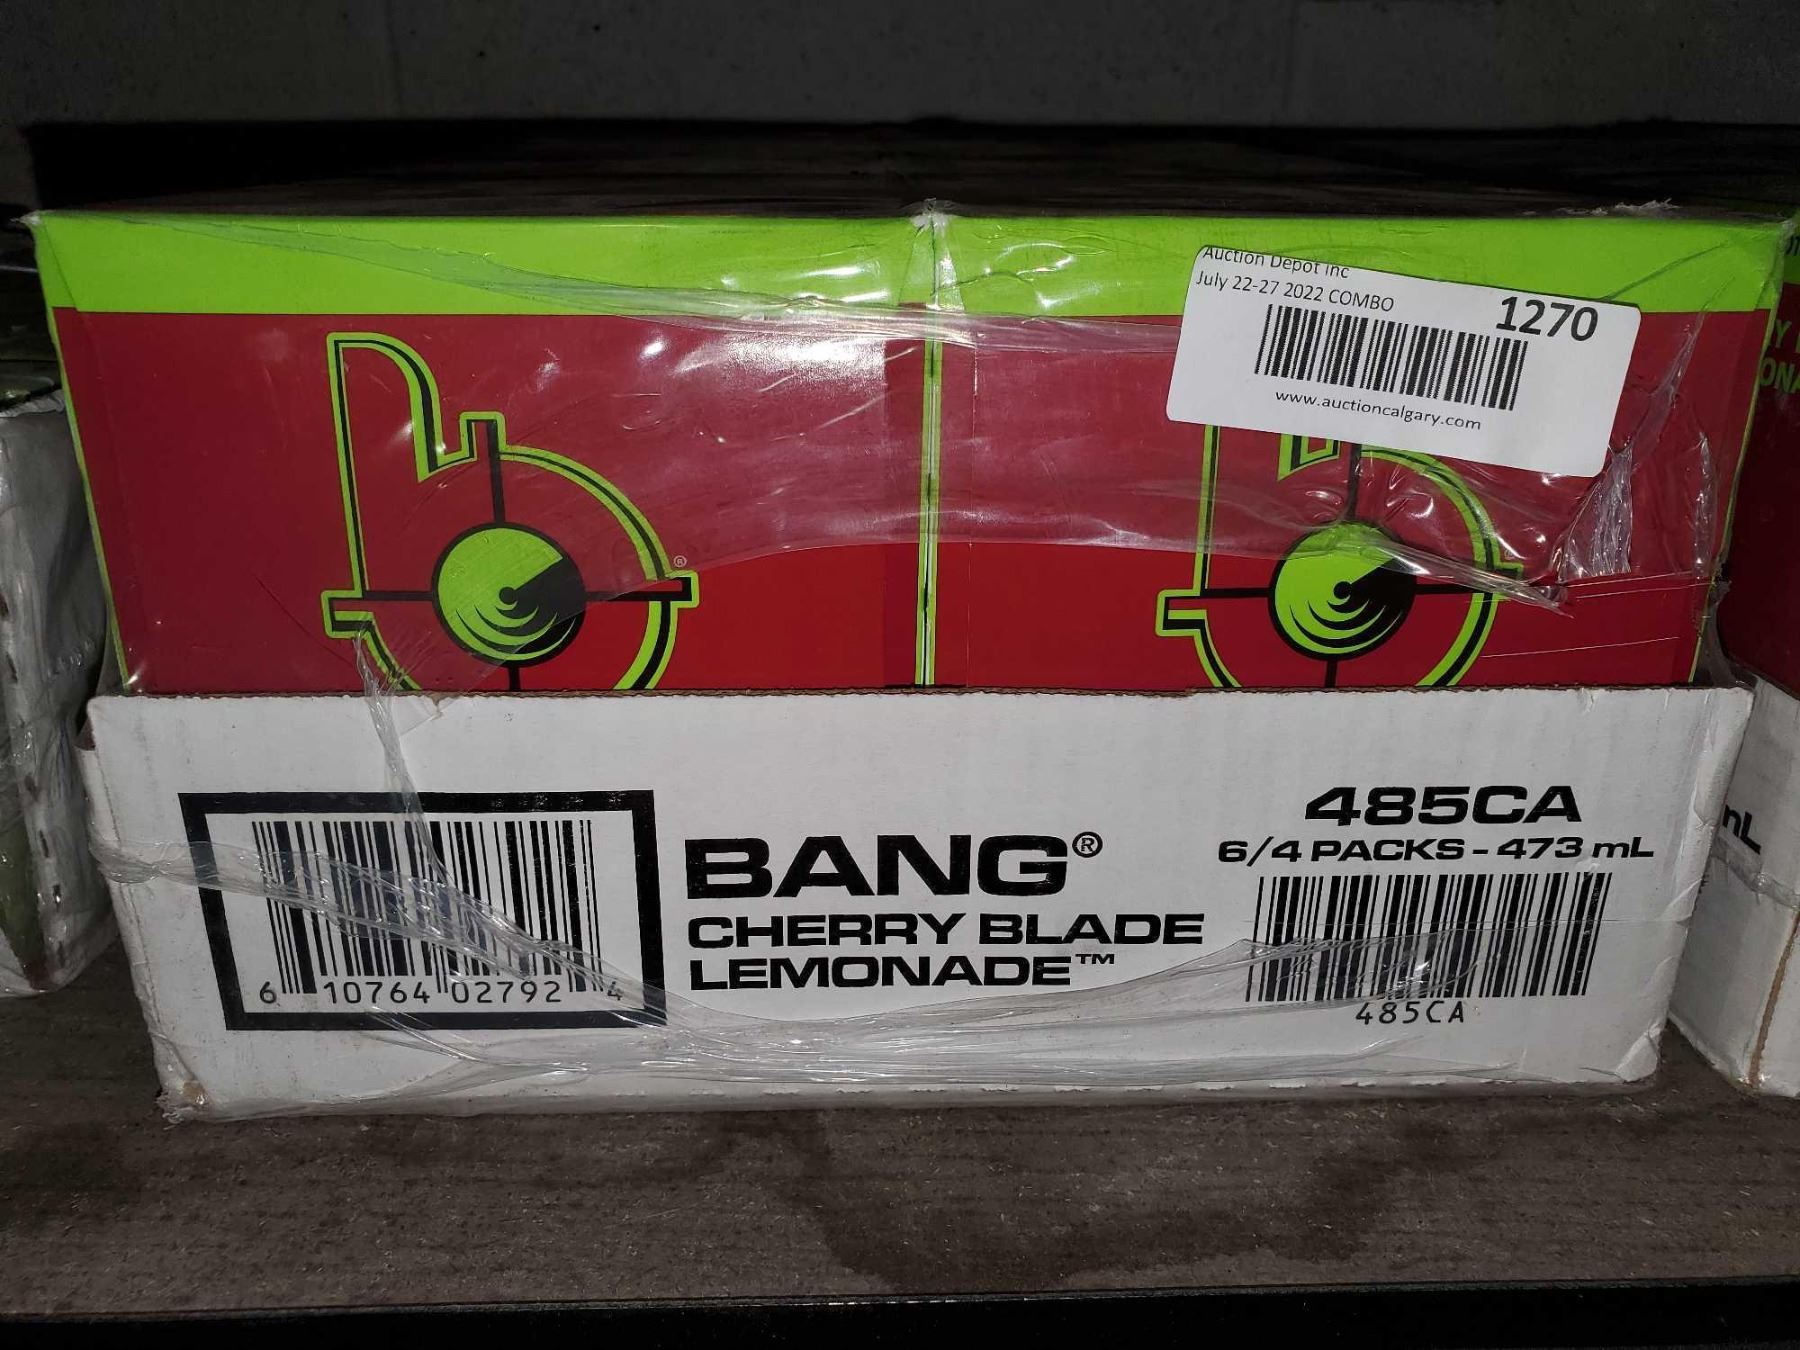 Auction Depot Inc
July 22-27 2022 COMBO
1270
www.auctioncalgary.com
b
®
485CA
6/4 PACKS - 473 mL
BANG®
CHERRY BLADE
LEMONADE™
6 10764 02792 4
485CA
mL